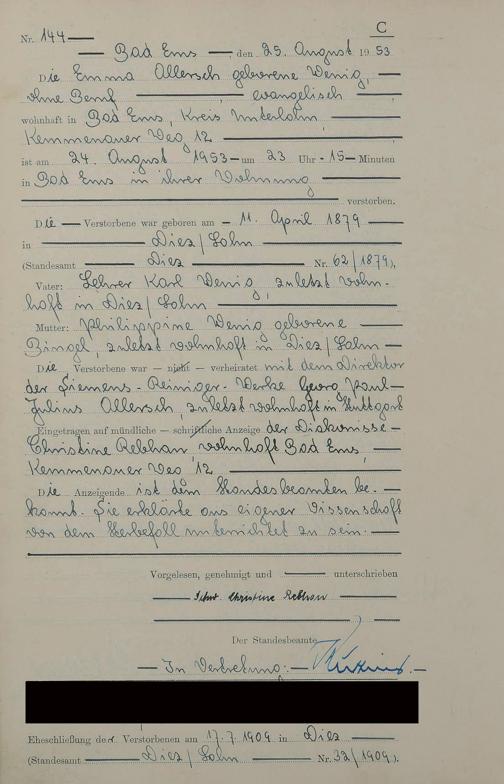 C
Nr. 144
Bad Ems, den 25. August 1953
Die Emma Allersch geborene Wenig,
ohne Beruf evangelisch
wohnhaft in Bad Ems, Kreis Unterlahn,
Kemmenauer Weg 12
ist am 24. August 1953 um 23 Uhr 15 Minuten
in Bad Ems in ihrer Wohnung
verstorben.
Die Verstorbene war geboren am 11. April 1879
in Diez/Lahn
(Standesamt Diez Nr. 62/1879).
Vater: Lehrer Karl Wenig, zuletzt wohn-
haft in Diez/Lahn
Mutter: Philippine Wenig geborene
Bingel, zuletzt wohnhaft in Diez/Lahn
Die Verstorbene war — nicht — verheiratet mit dem Direktor
der Siemens-Reiniger-Werke Georg Paul
Julius Allersch, zuletzt wohnhaft in Stuttgart
Eingetragen auf mündliche — schriftliche Anzeige der Diakonisse
Christine Rebhan, wohnhaft Bad Ems,
Kemmenauer Weg 12
Die Anzeigende ist dem Standesbeamten be-
kannt. Sie erklärte aus eigener Wissenschaft
von dem Sterbefall unterrichtet zu sein.
Vorgelesen, genehmigt und unterschrieben
Schw. Christine Rebhan
Der Standesbeamte
In Vertretung:
Eheschließung der Verstorbenen am 17.7.1909 in Diez
(Standesamt Diez/Lahn Nr. 32/1909).